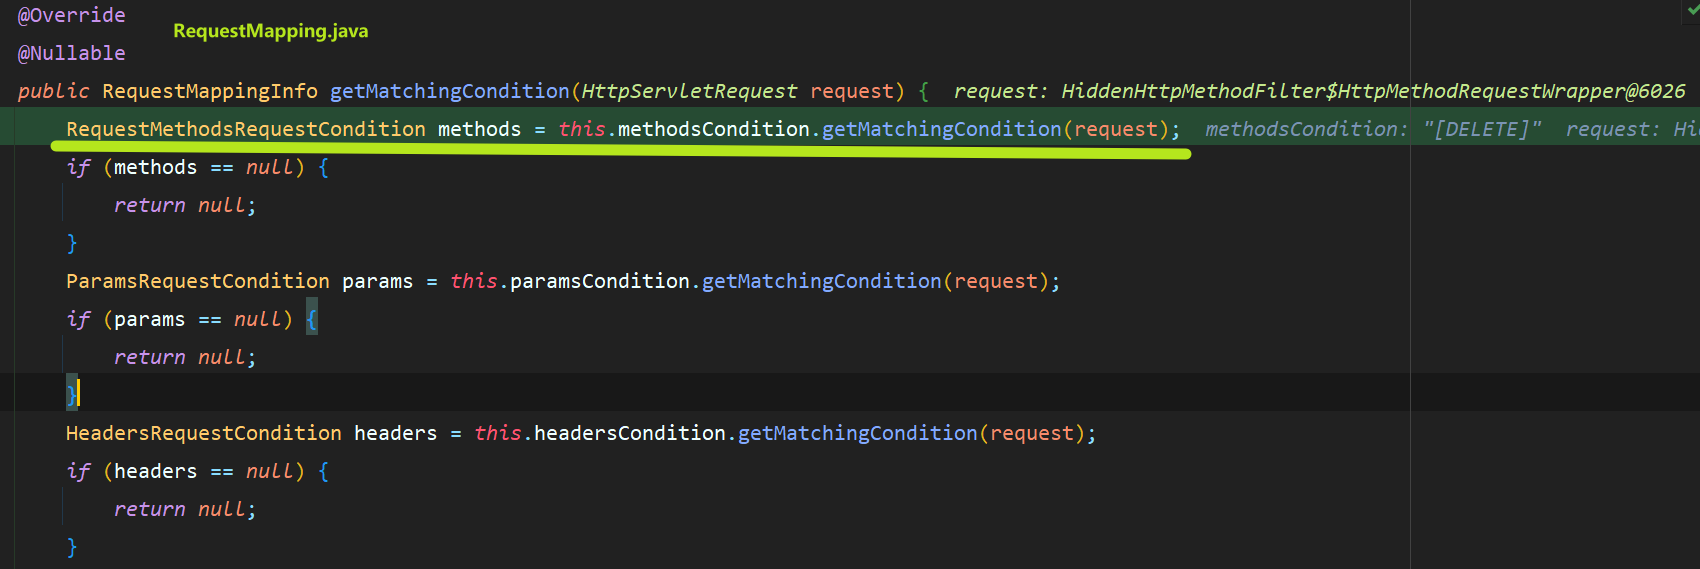 @Override
RequestMapping.java
@Nullable
public RequestMappingInfo getMatchingCondition(HttpServletRequest request) {  request: HiddenHttpMethodFilter$HttpMethodRequestWrapper@6026
    RequestMethodsRequestCondition methods = this.methodsCondition.getMatchingCondition(request);  methodsCondition: "[DELETE]"  request: Hi
    if (methods == null) {
        return null;
    }
    ParamsRequestCondition params = this.paramsCondition.getMatchingCondition(request);
    if (params == null) {
        return null;
    }
    HeadersRequestCondition headers = this.headersCondition.getMatchingCondition(request);
    if (headers == null) {
        return null;
    }